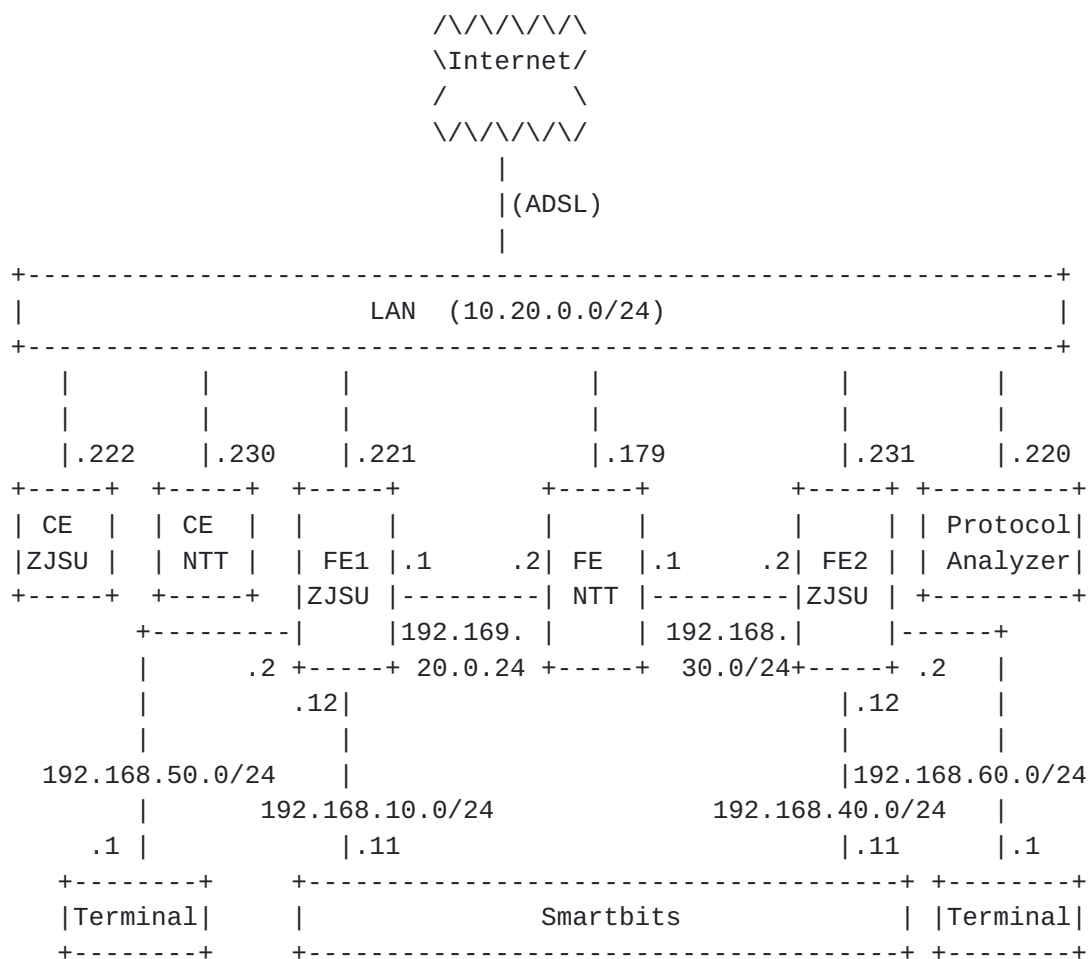 /\/\/\/\/\
\Internet/
/        \
\/\/\/\/\/
|
|(ADSL)
|
+------------------------------------------------------------------+
|                      LAN  (10.20.0.0/24)                         |
+------------------------------------------------------------------+
   |        |        |               |               |         |
   |        |        |               |               |         |
   |.222    |.230    |.221           |.179           |.231     |.220
+-----+  +-----+  +-----+         +-----+         +-----+ +---------+
| CE  |  | CE  |  |     |         |     |         |     | | Protocol|
|ZJSU |  | NTT |  | FE1 |.1     .2| FE  |.1     .2| FE2 | | Analyzer|
+-----+  +-----+  |ZJSU |---------| NTT |---------|ZJSU | +---------+
        +---------|     |192.169. |     | 192.168.|     |------+
        |      .2 +-----+ 20.0.24 +-----+  30.0/24+-----+ .2   |
        |         .12|                               |.12      |
        |            |                               |         |
  192.168.50.0/24    |                               |192.168.60.0/24
        |       192.168.10.0/24              192.168.40.0/24   |
     .1 |            |.11                            |.11      |.1
   +--------+     +--------------------------------------+ +--------+
   |Terminal|     |               Smartbits              | |Terminal|
   +--------+     +--------------------------------------+ +--------+